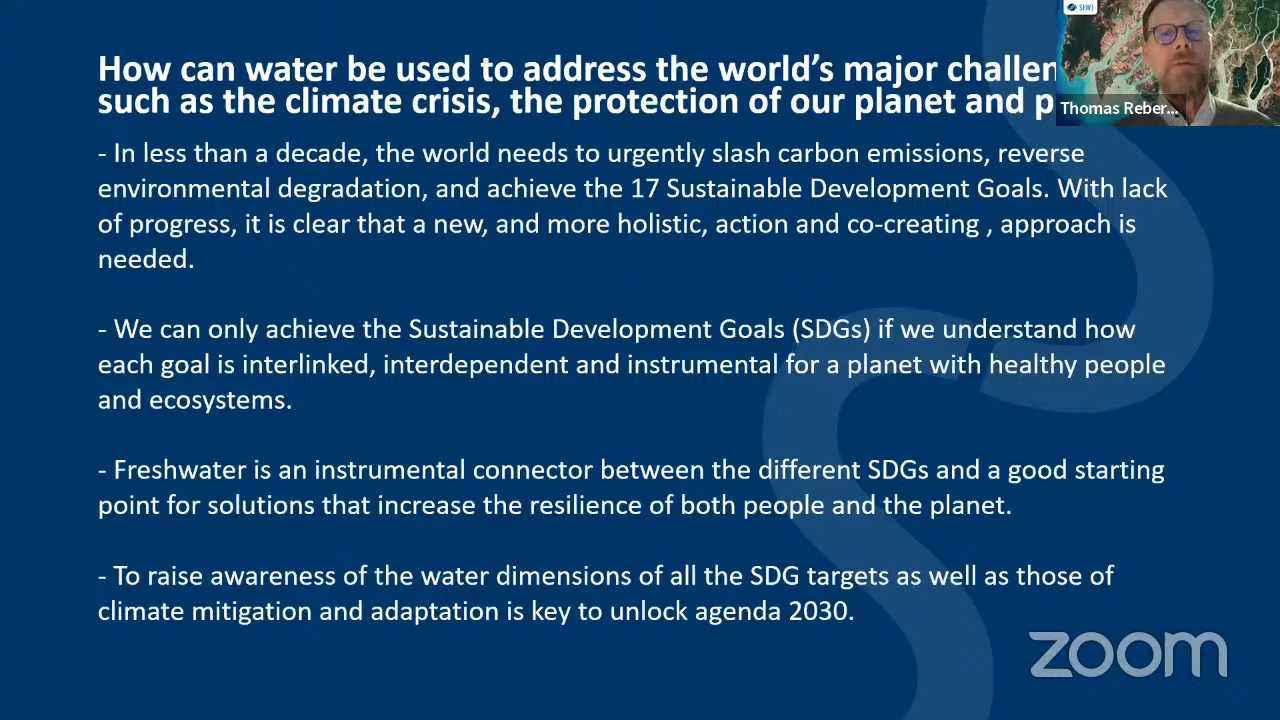 How can water be used to address the world's major challen
such as the climate crisis, the protection of our planet and p
SIWI
Thomas Reber...
- In less than a decade, the world needs to urgently slash carbon emissions, reverse
environmental degradation, and achieve the 17 Sustainable Development Goals. With lack
of progress, it is clear that a new, and more holistic, action and co-creating , approach is
needed.
- We can only achieve the Sustainable Development Goals (SDGs) if we understand how
each goal is interlinked, interdependent and instrumental for a planet with healthy people
and ecosystems.
- Freshwater is an instrumental connector between the different SDGs and a good starting
point for solutions that increase the resilience of both people and the planet.
- To raise awareness of the water dimensions of all the SDG targets as well as those of
climate mitigation and adaptation is key to unlock agenda 2030.
zoom